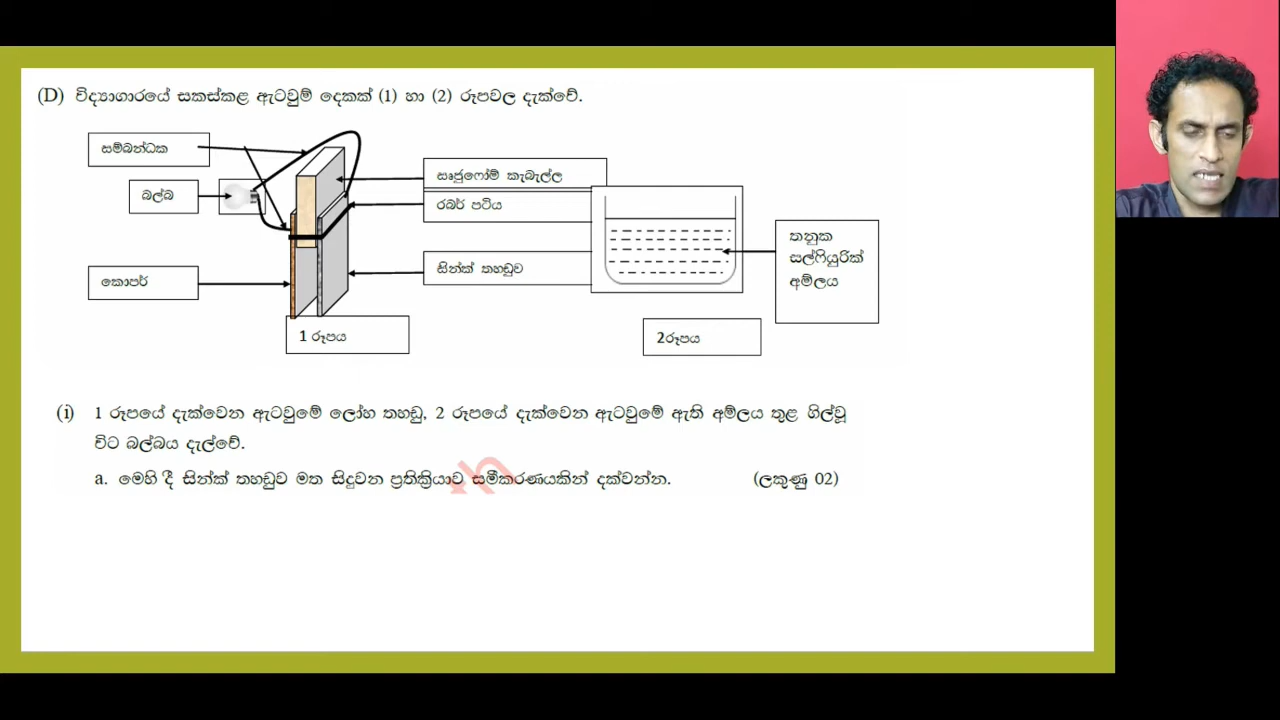 (D) විද්‍යාගාරයේ සකස්කළ ඇටවුම් දෙකක් (1) හා (2) රූපවල දැක්වේ.
සම්බන්ධක
බල්බ
කොපර්
සෘජුෆෝම් කැබැල්ල
රබර් පටිය
සින්ක් තහඩුව
තනුක
සල්ෆියුරික්
අම්ලය
1 රූපය
2රූපය
(i) 1 රූපයේ දැක්වෙන ඇටවුමේ ලෝහ තහඩු, 2 රූපයේ දැක්වෙන ඇටවුමේ ඇති අම්ලය තුළ ගිල්වූ
විට බල්බය දැල්වේ.
a. මෙහි දී සින්ක් තහඩුව මත සිදුවන ප්‍රතික්‍රියාව සමීකරණයකින් දක්වන්න. (ලකුණු 02)